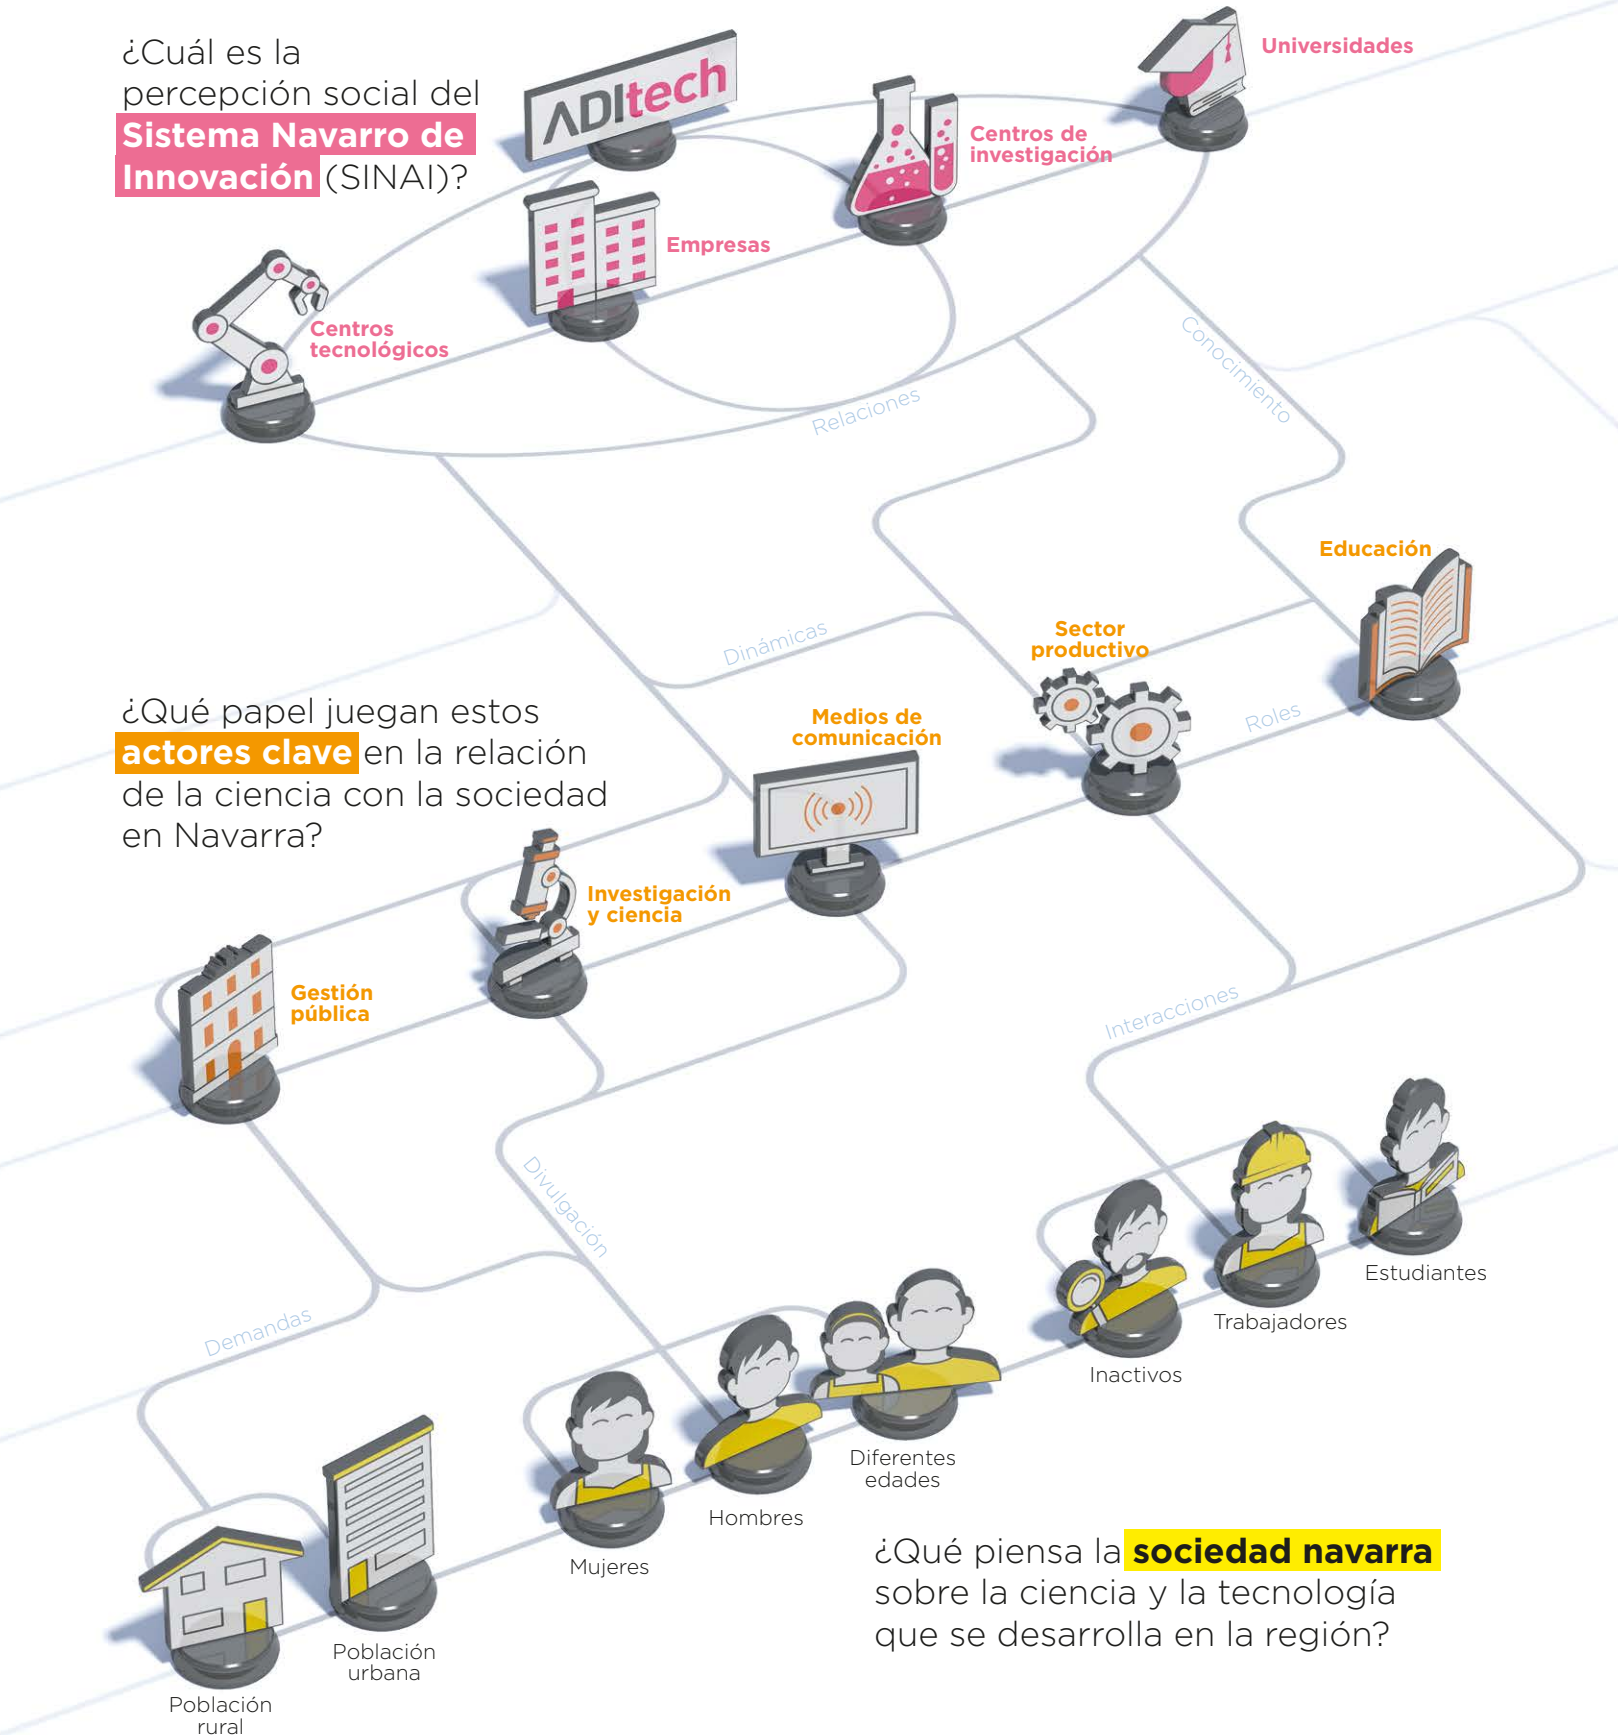 ¿Cuál es la
percepción social del
Sistema Navarro de
Innovación (SINAI)?
ADItech
Universidades
Centros de
investigación
Empresas
Centros
tecnológicos
Relaciones
Conocimiento
Educación
Dinámicas
Sector
productivo
Roles
¿Qué papel juegan estos
actores clave en la relación
de la ciencia con la sociedad
en Navarra?
Medios de
comunicación
Investigación
y ciencia
Gestión
pública
Interacciones
Divulgación
Demandas
Estudiantes
Trabajadores
Inactivos
Diferentes
edades
Hombres
Mujeres
¿Qué piensa la sociedad navarra
sobre la ciencia y la tecnología
que se desarrolla en la región?
Población
urbana
Población
rural